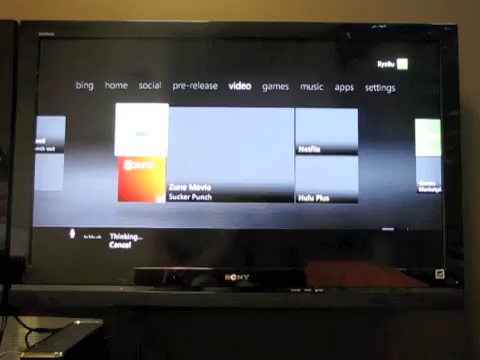 bing home social pre-release video games music apps settings
ZUNE
Zune Movie
Sucker Punch
Netflix
Hulu Plus
Games
Thinking...
Cancel
SONY